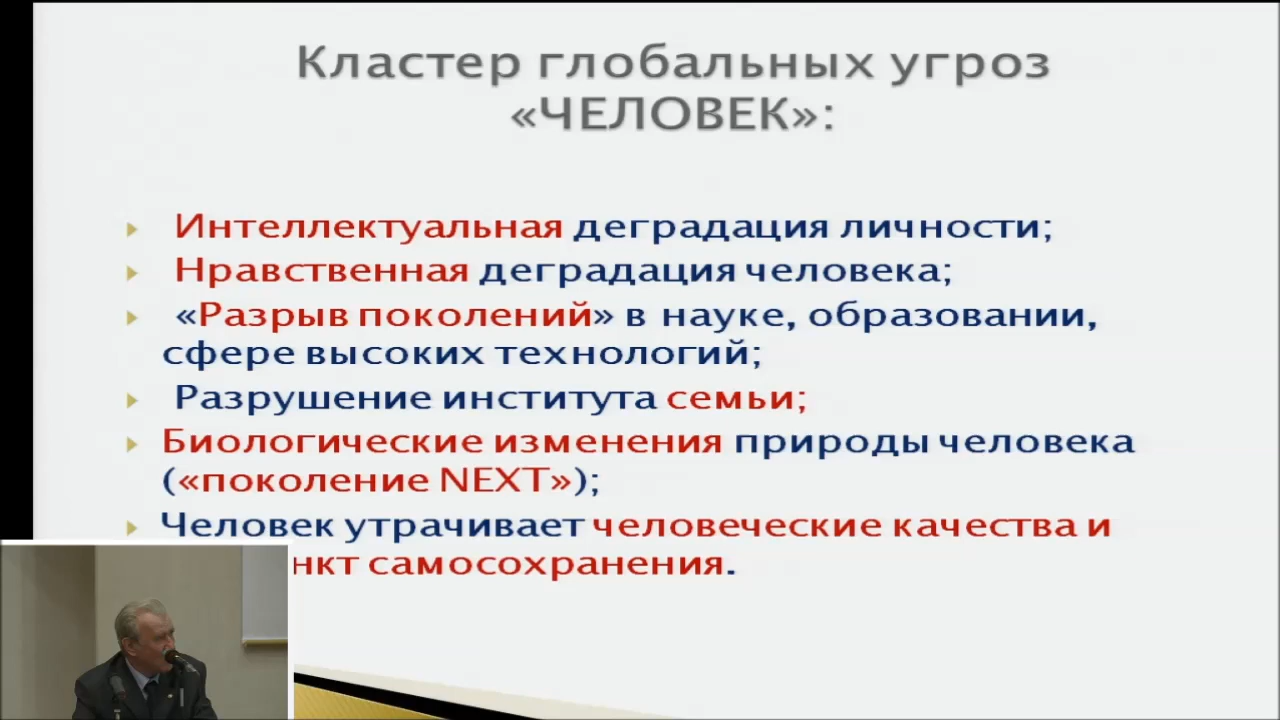 Кластер глобальных угроз
«ЧЕЛОВЕК»:
Интеллектуальная деградация личности;
Нравственная деградация человека;
«Разрыв поколений» в науке, образовании,
сфере высоких технологий;
Разрушение института семьи;
Биологические изменения природы человека
(«поколение NEXT»);
Человек утрачивает человеческие качества и
самосохранения.